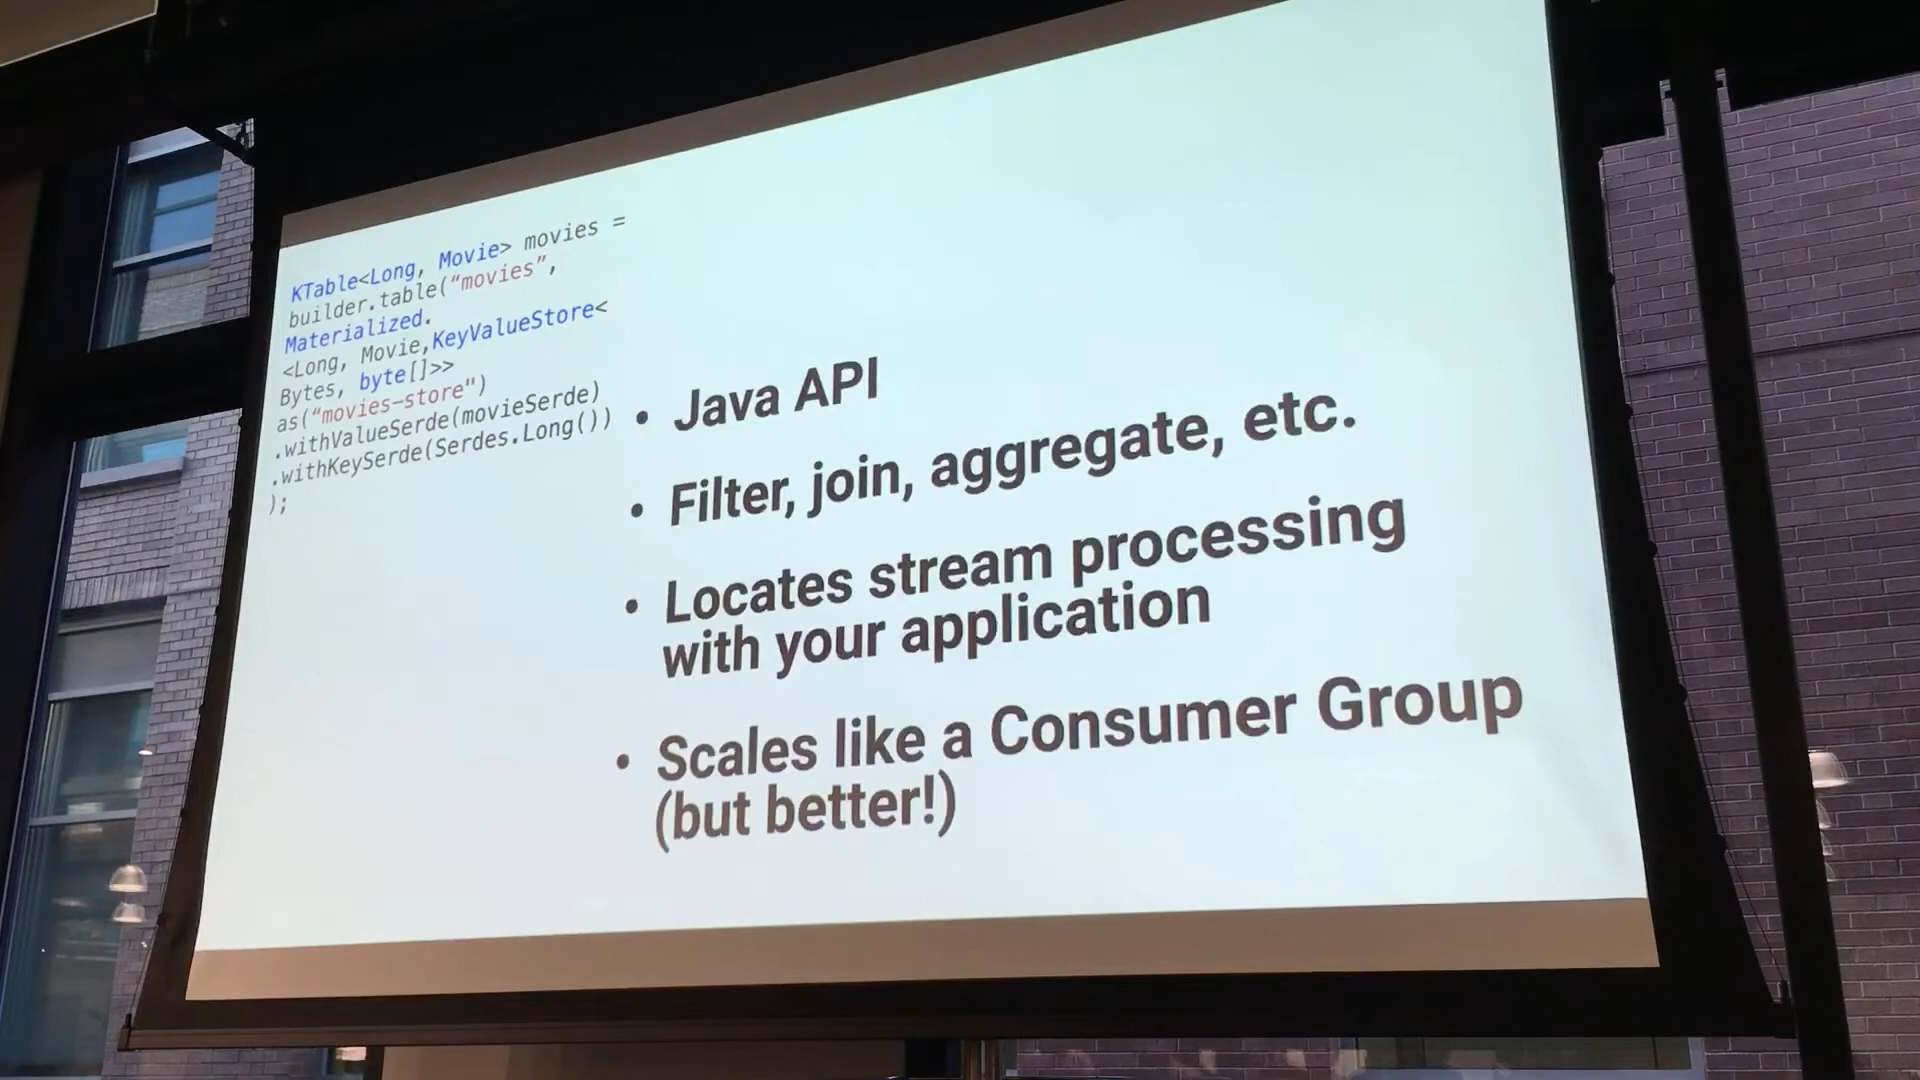 KTable<Long, Movie> movies =
builder.table(“movies”,
Materialized.
<Long, Movie,KeyValueStore<
Bytes, byte[]>>
as(“movies-store")
.withValueSerde(movieSerde)
.withKeySerde(Serdes.Long())
);
• Java API
• Filter, join, aggregate, etc.
• Locates stream processing
with your application
• Scales like a Consumer Group
(but better!)